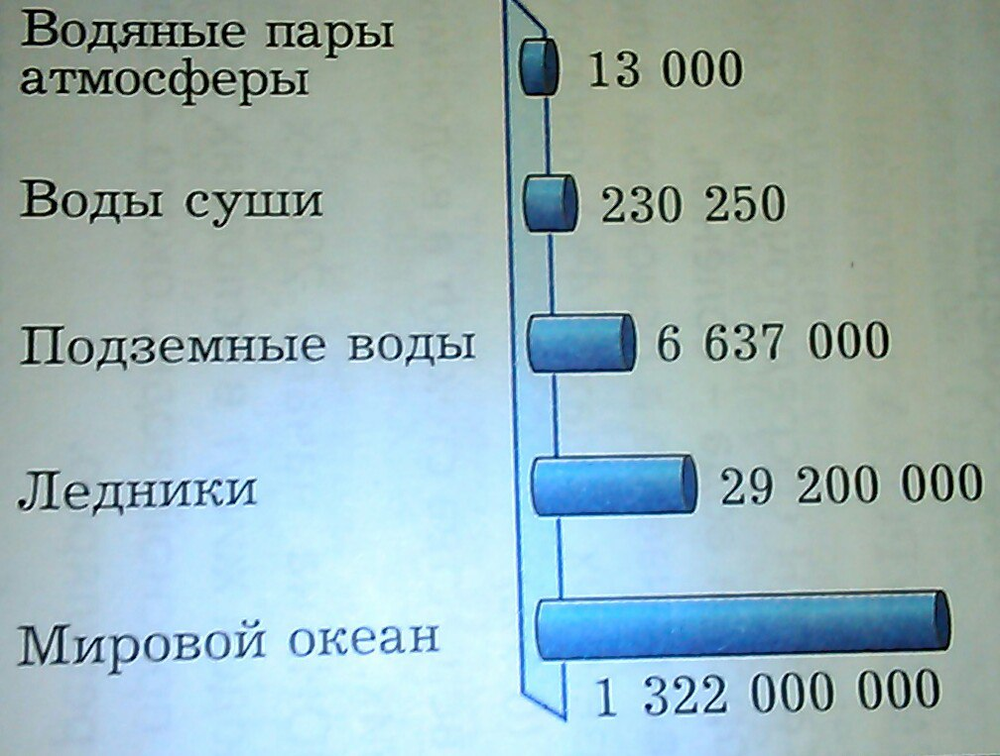 Водяные пары
атмосферы
13 000
Воды суши
230 250
Подземные воды
6 637 000
Ледники
29 200 000
Мировой океан
1 322 000 000